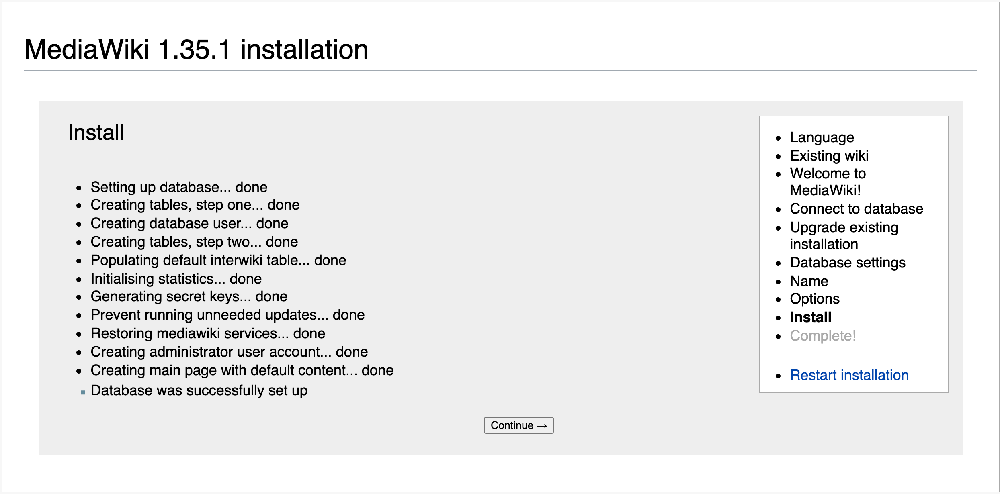 MediaWiki 1.35.1 installation
Install
Setting up database... done
Creating tables, step one... done
Creating database user... done
Creating tables, step two... done
Populating default interwiki table... done
Initialising statistics... done
Generating secret keys... done
Prevent running unneeded updates... done
Restoring mediawiki services... done
Creating administrator user account... done
Creating main page with default content... done
Database was successfully set up
Continue →
Language
Existing wiki
Welcome to
MediaWiki!
Connect to database
Upgrade existing
installation
Database settings
Name
Options
Install
Complete!
Restart installation